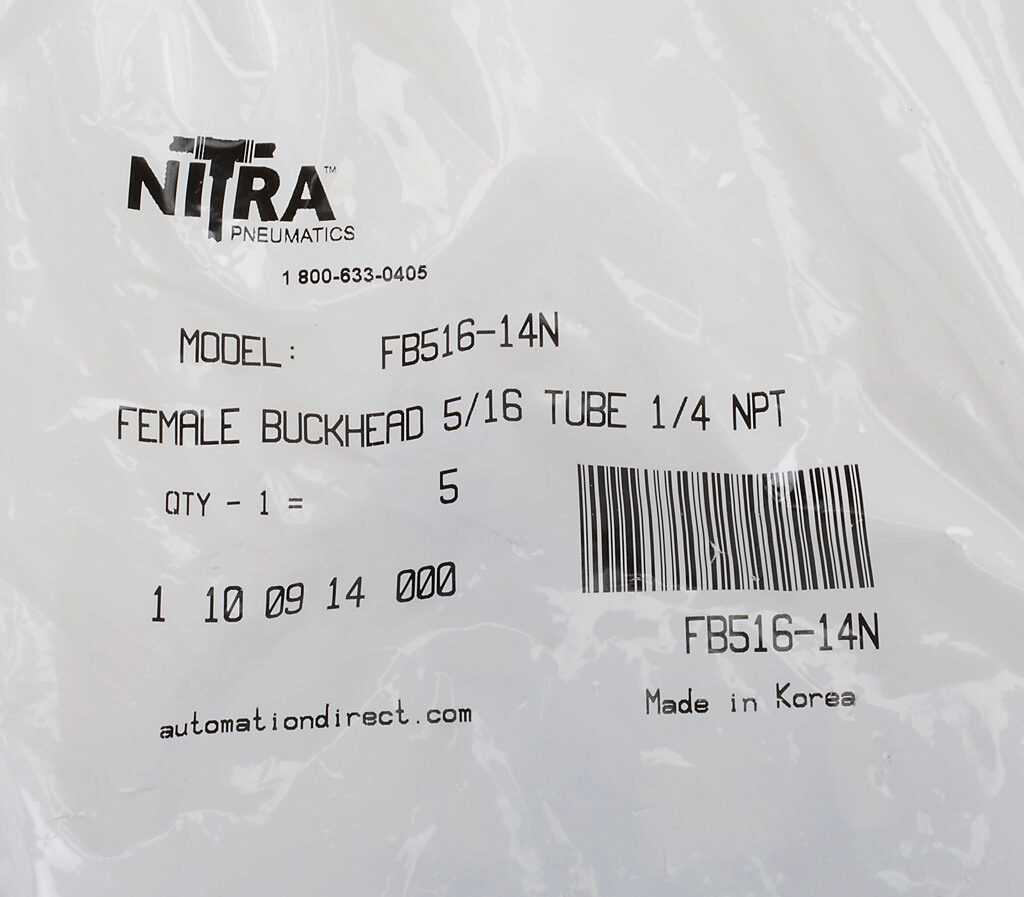 NITRA™
PNEUMATICS
1 800-633-0405
MODEL: FB516-14N
FEMALE BUCKHEAD 5/16 TUBE 1/4 NPT
QTY - 1 = 5
1 10 09 14 000
FB516-14N
Made in Korea
automationdirect.com